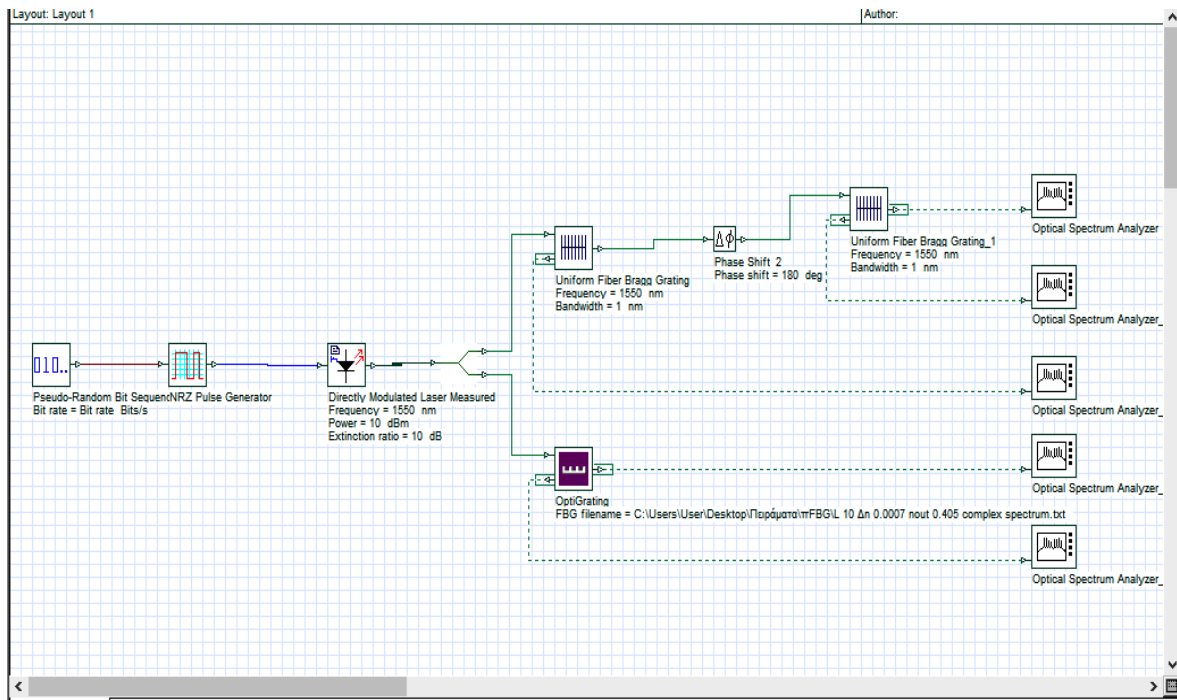 Layout: Layout 1
Author:
Optical Spectrum Analyzer
Uniform Fiber Bragg Grating_1
Frequency = 1550 nm
Bandwidth = 1 nm
Phase Shift 2
Phase shift = 180 deg
Uniform Fiber Bragg Grating
Frequency = 1550 nm
Bandwidth = 1 nm
Optical Spectrum Analyzer_
010..
Pseudo-Random Bit Sequenc
Bit rate = Bit rate Bits/s
NRZ Pulse Generator
Directly Modulated Laser Measured
Frequency = 1550 nm
Power = 10 dBm
Extinction ratio = 10 dB
Optical Spectrum Analyzer_
Optical Spectrum Analyzer_
OptiGrating
FBG filename = C:\Users\User\Desktop\Πειράματα\πFBG\L 10 Δn 0.0007 nout 0.405 complex spectrum.txt
Optical Spectrum Analyzer_